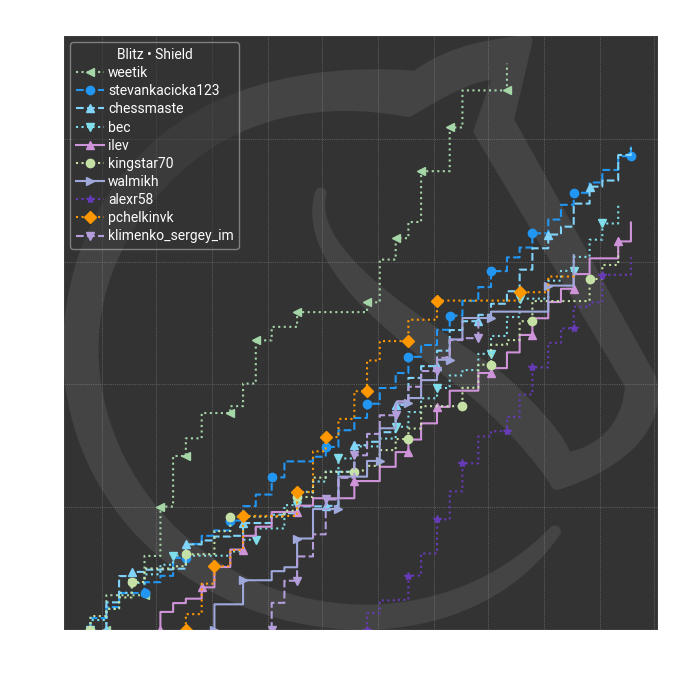 Blitz • Shield
weetik
stevankacicka123
chessmaste
bec
ilev
kingstar70
walmikh
alexr58
pchelkinvk
klimenko_sergey_im